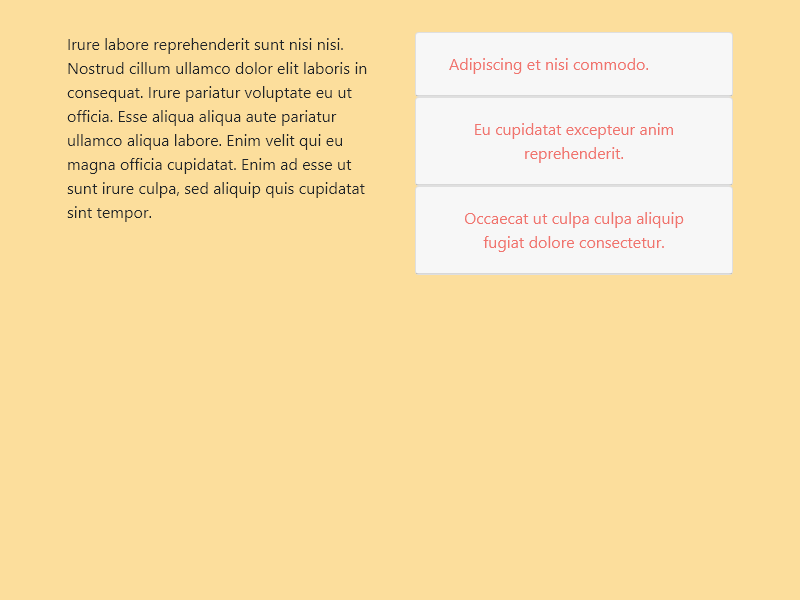 Irure labore reprehenderit sunt nisi nisi.
Nostrud cillum ullamco dolor elit laboris in
consequat. Irure pariatur voluptate eu ut
officia. Esse aliqua aliqua aute pariatur
ullamco aliqua labore. Enim velit qui eu
magna officia cupidatat. Enim ad esse ut
sunt irure culpa, sed aliquip quis cupidatat
sint tempor.
Adipiscing et nisi commodo.
Eu cupidatat excepteur anim
reprehenderit.
Occaecat ut culpa culpa aliquip
fugiat dolore consectetur.